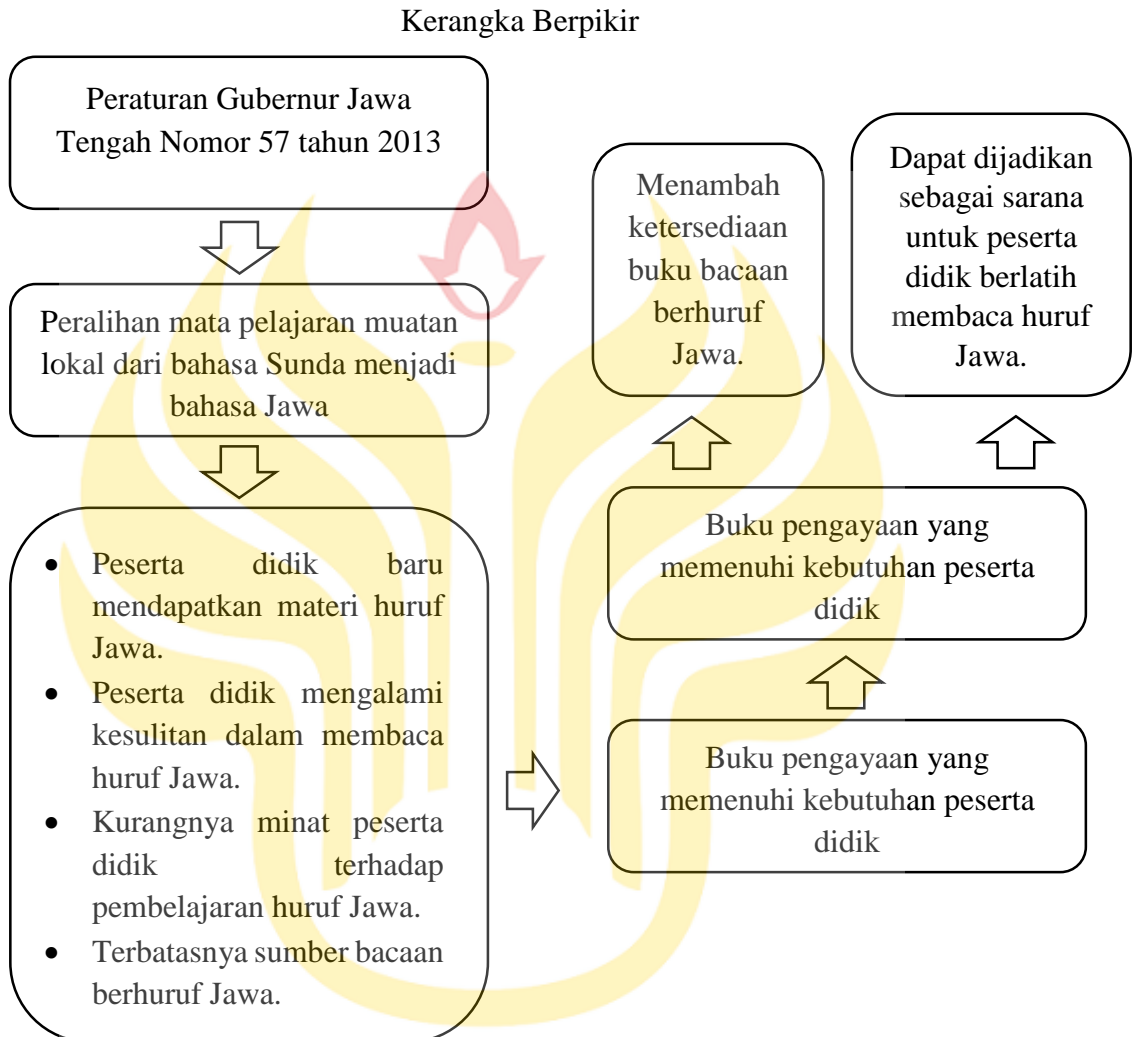 Kerangka Berpikir
Peraturan Gubernur Jawa
Tengah Nomor 57 tahun 2013
Peralihan mata pelajaran muatan
lokal dari bahasa Sunda menjadi
bahasa Jawa
• Peserta didik baru
mendapatkan materi huruf
Jawa.
• Peserta didik mengalami
kesulitan dalam membaca
huruf Jawa.
• Kurangnya minat peserta
didik terhadap
pembelajaran huruf Jawa.
• Terbatasnya sumber bacaan
berhuruf Jawa.
Buku pengayaan yang
memenuhi kebutuhan peserta
didik
Buku pengayaan yang
memenuhi kebutuhan peserta
didik
Menambah
ketersediaan
buku bacaan
berhuruf
Jawa.
Dapat dijadikan
sebagai sarana
untuk peserta
didik berlatih
membaca huruf
Jawa.